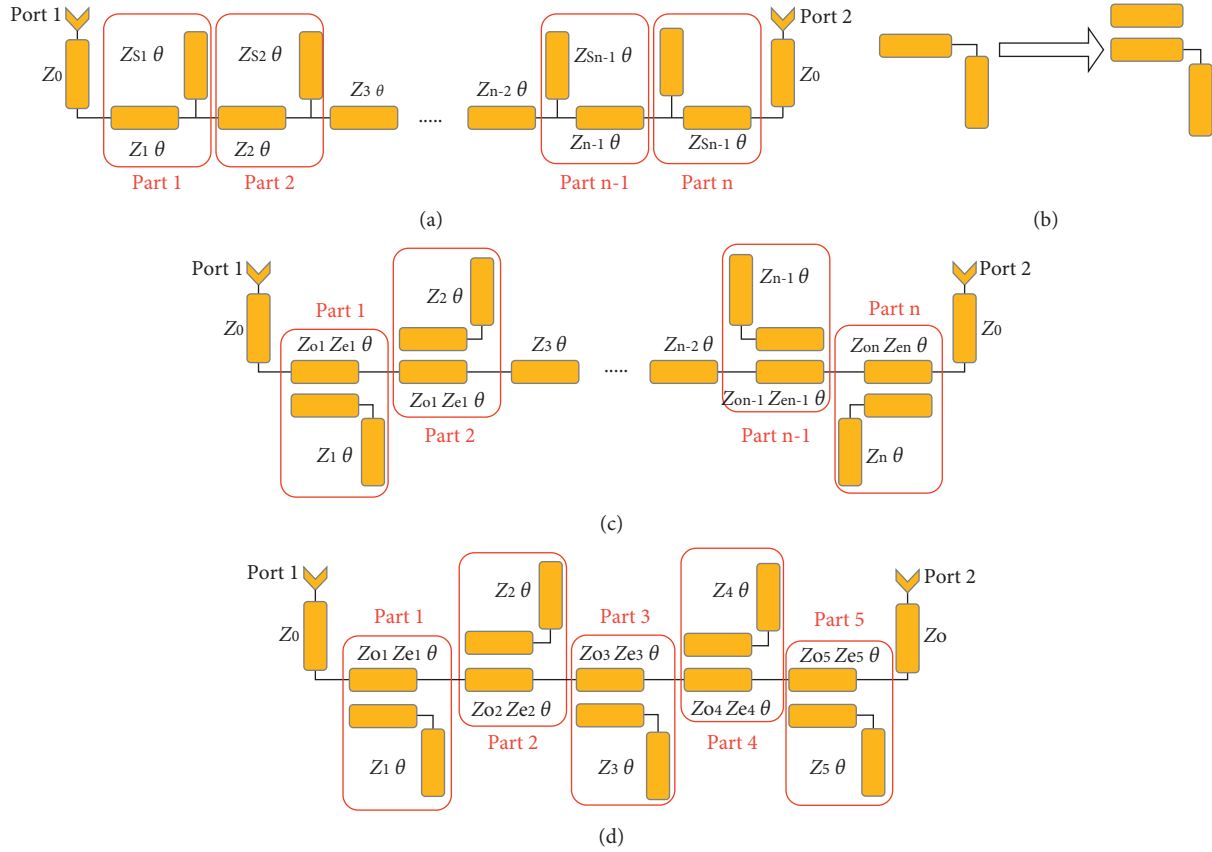 Port 1
Port 2
Z0
ZS1 θ
ZS2 θ
ZSn-1 θ
Z0
Z3 θ
.....
Zn-2 θ
Z1 θ
Z2 θ
Zn-1 θ
ZSn-1 θ
Part 1
Part 2
Part n-1
Part n
(a)
(b)
Port 1
Port 2
Z2 θ
Zn-1 θ
Part 1
Part n
Z0
Z0
Zo1 Ze1 θ
Z3 θ
.....
Zn-2 θ
Zon Zen θ
Zo1 Ze1 θ
Zon-1 Zen-1 θ
Part 2
Part n-1
Z1 θ
Zn θ
(c)
Port 1
Port 2
Z2 θ
Z4 θ
Part 1
Part 3
Part 5
Z0
Zo
Zo1 Ze1 θ
Zo3 Ze3 θ
Zo5 Ze5 θ
Zo2 Ze2 θ
Zo4 Ze4 θ
Part 2
Part 4
Z1 θ
Z3 θ
Z5 θ
(d)